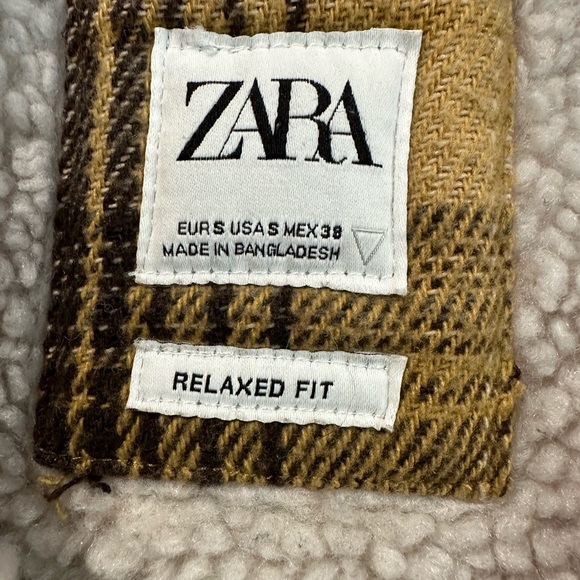 ZARA
EUR S USA S MEX 38
MADE IN BANGLADESH
RELAXED FIT